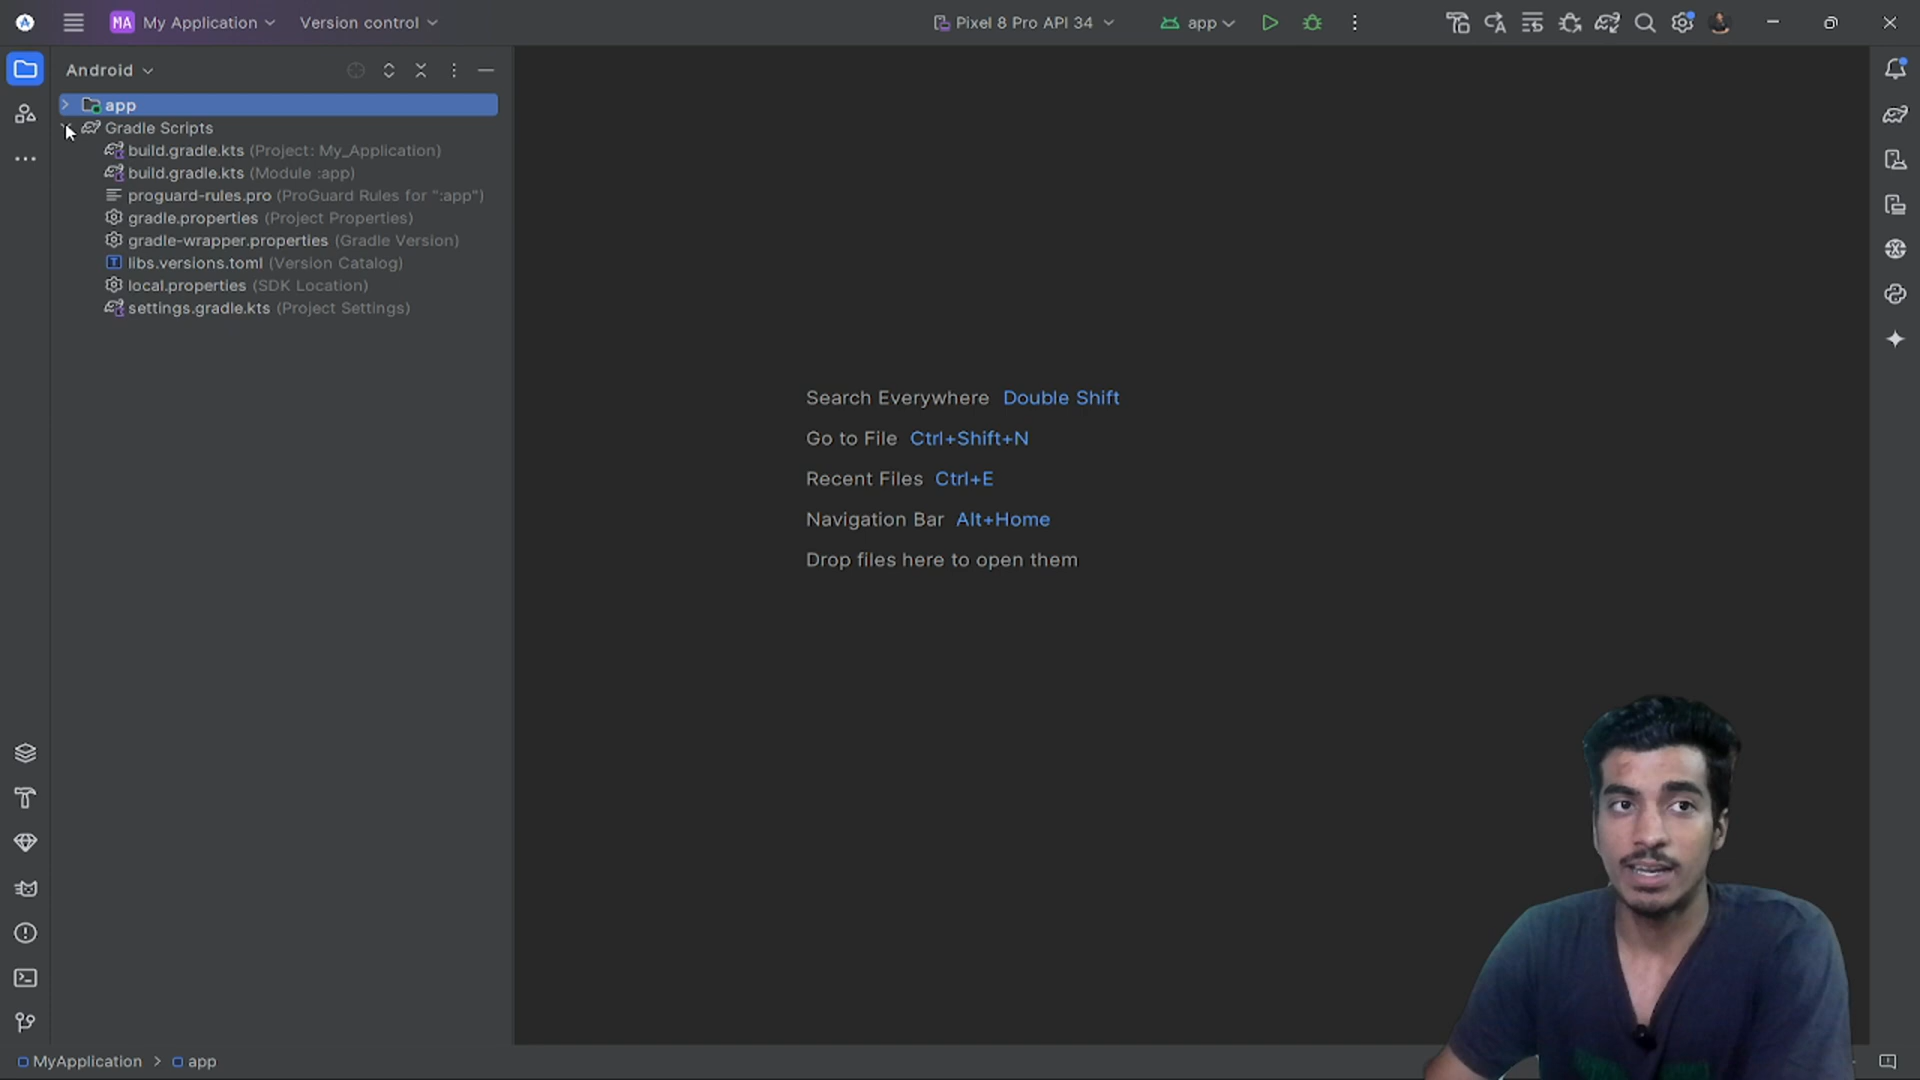 MA My Application Version control Pixel 8 Pro API 34 app
Android
app
Gradle Scripts
build.gradle.kts (Project: My_Application)
build.gradle.kts (Module :app)
proguard-rules.pro (ProGuard Rules for ":app")
gradle.properties (Project Properties)
gradle-wrapper.properties (Gradle Version)
libs.versions.toml (Version Catalog)
local.properties (SDK Location)
settings.gradle.kts (Project Settings)
Search Everywhere Double Shift
Go to File Ctrl+Shift+N
Recent Files Ctrl+E
Navigation Bar Alt+Home
Drop files here to open them
MyApplication > app